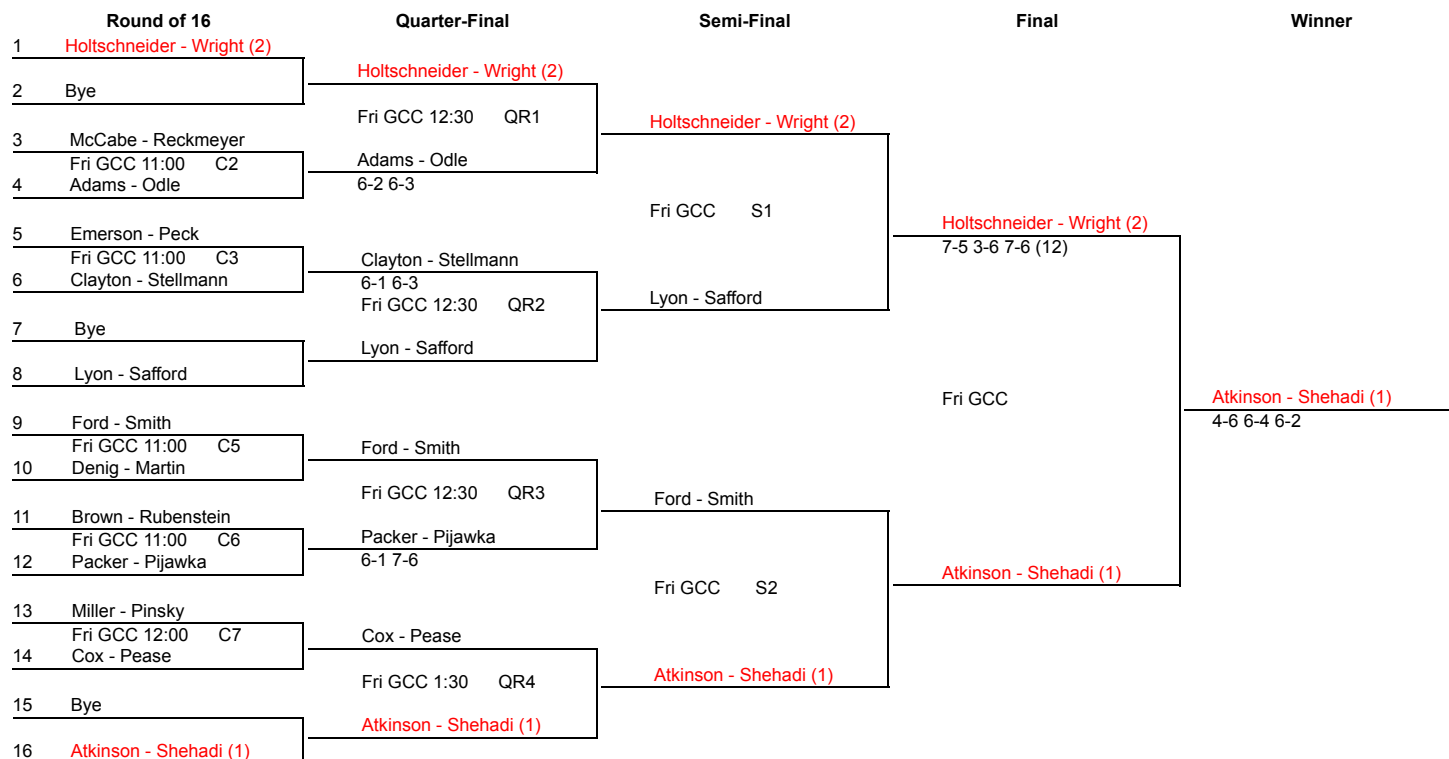 Round of 16 Quarter-Final Semi-Final Final Winner
1 Holtschneider - Wright (2)
Holtschneider - Wright (2)
2 Bye
Fri GCC 12:30 QR1
Holtschneider - Wright (2)
3 McCabe - Reckmeyer
Fri GCC 11:00 C2
Adams - Odle
4 Adams - Odle
6-2 6-3
Fri GCC S1
Holtschneider - Wright (2)
7-5 3-6 7-6 (12)
5 Emerson - Peck
Fri GCC 11:00 C3
Clayton - Stellmann
6 Clayton - Stellmann
6-1 6-3
Fri GCC 12:30 QR2
Lyon - Safford
7 Bye
Lyon - Safford
8 Lyon - Safford
Fri GCC
Atkinson - Shehadi (1)
4-6 6-4 6-2
9 Ford - Smith
Fri GCC 11:00 C5
Ford - Smith
10 Denig - Martin
Fri GCC 12:30 QR3
Ford - Smith
11 Brown - Rubenstein
Fri GCC 11:00 C6
Packer - Pijawka
12 Packer - Pijawka
6-1 7-6
Atkinson - Shehadi (1)
Fri GCC S2
13 Miller - Pinsky
Fri GCC 12:00 C7
Cox - Pease
14 Cox - Pease
Atkinson - Shehadi (1)
Fri GCC 1:30 QR4
15 Bye
Atkinson - Shehadi (1)
16 Atkinson - Shehadi (1)